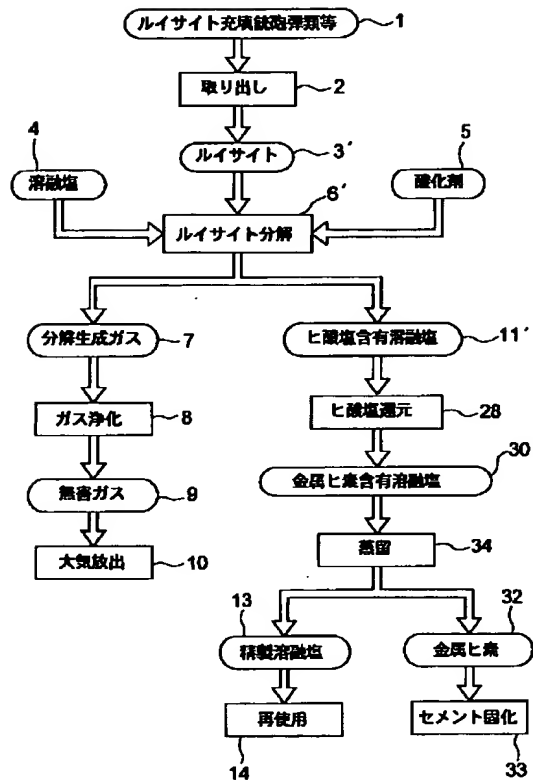 ルイサイト充填銃砲弾類等 1
取り出し 2
ルイサイト 3′
4
溶融塩
5
酸化剤
6′
ルイサイト分解
分解生成ガス 7
ヒ酸塩含有溶融塩 11′
ガス浄化 8
ヒ酸塩還元 28
無害ガス 9
30
金属ヒ素含有溶融塩
大気放出 10
蒸留 34
13
精製溶融塩
32
金属ヒ素
再使用
14
セメント固化
33